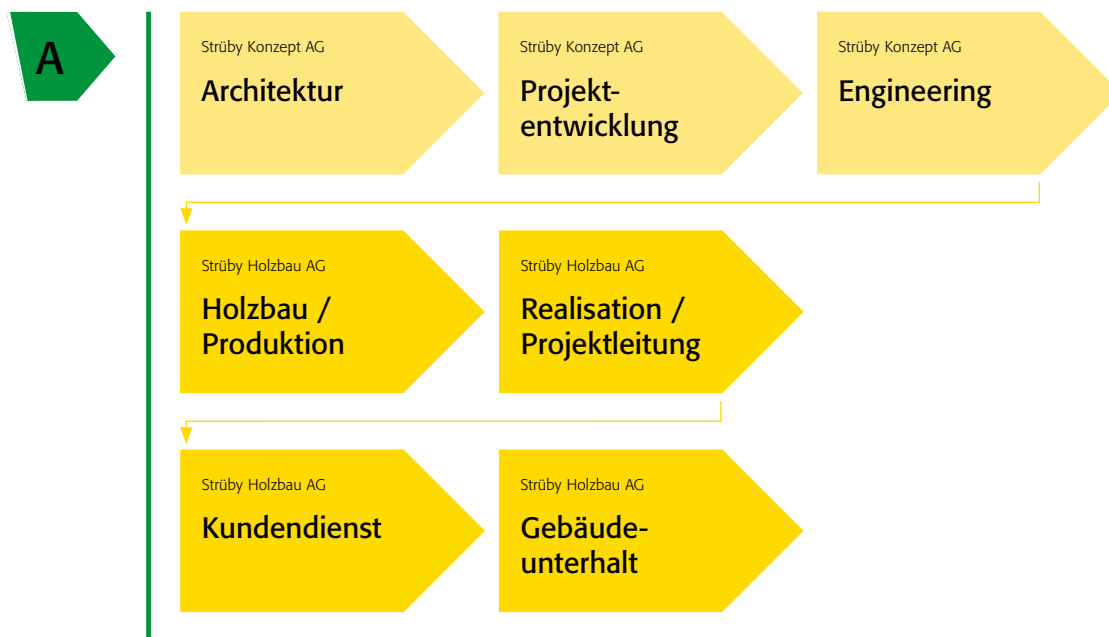 A
Strüby Konzept AG
Architektur
Strüby Konzept AG
Projekt-
entwicklung
Strüby Konzept AG
Engineering
Strüby Holzbau AG
Holzbau /
Produktion
Strüby Holzbau AG
Realisation /
Projektleitung
Strüby Holzbau AG
Kundendienst
Strüby Holzbau AG
Gebäude-
unterhalt